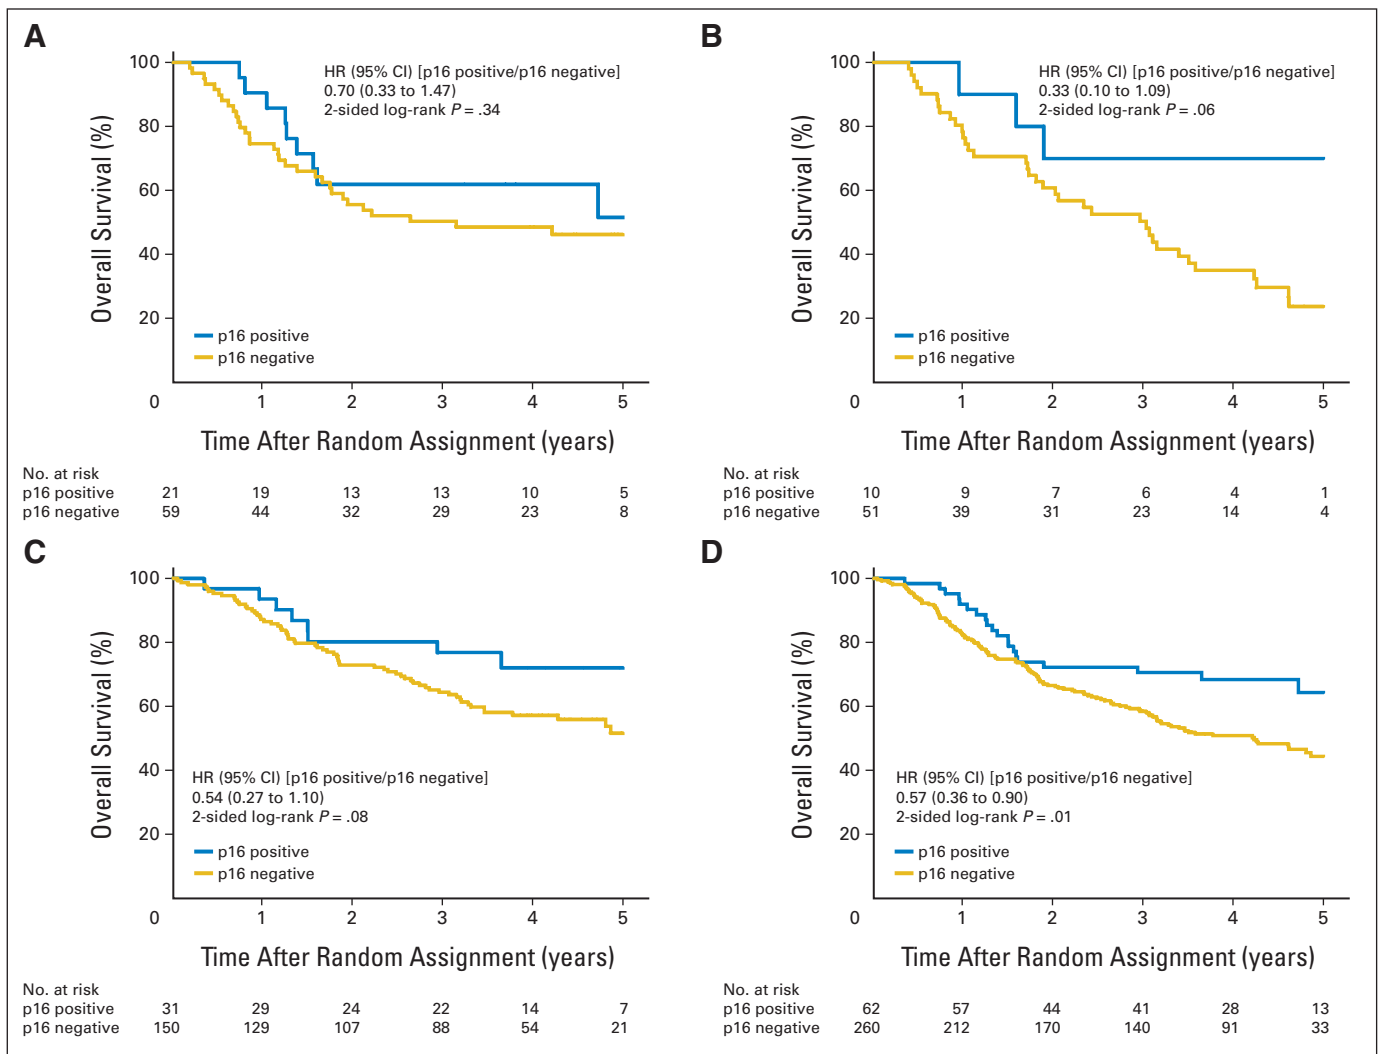 A
100
80
60
40
20
0
1
2
3
4
5
Overall Survival (%)
HR (95% CI) [p16 positive/p16 negative]
0.70 (0.33 to 1.47)
2-sided log-rank P = .34
p16 positive
p16 negative
Time After Random Assignment (years)
No. at risk
p16 positive 21 19 13 13 10 5
p16 negative 59 44 32 29 23 8
B
100
80
60
40
20
0
1
2
3
4
5
Overall Survival (%)
HR (95% CI) [p16 positive/p16 negative]
0.33 (0.10 to 1.09)
2-sided log-rank P = .06
p16 positive
p16 negative
Time After Random Assignment (years)
No. at risk
p16 positive 10 9 7 6 4 1
p16 negative 51 39 31 23 14 4
C
100
80
60
40
20
0
1
2
3
4
5
Overall Survival (%)
HR (95% CI) [p16 positive/p16 negative]
0.54 (0.27 to 1.10)
2-sided log-rank P = .08
p16 positive
p16 negative
Time After Random Assignment (years)
No. at risk
p16 positive 31 29 24 22 14 7
p16 negative 150 129 107 88 54 21
D
100
80
60
40
20
0
1
2
3
4
5
Overall Survival (%)
HR (95% CI) [p16 positive/p16 negative]
0.57 (0.36 to 0.90)
2-sided log-rank P = .01
p16 positive
p16 negative
Time After Random Assignment (years)
No. at risk
p16 positive 62 57 44 41 28 13
p16 negative 260 212 170 140 91 33